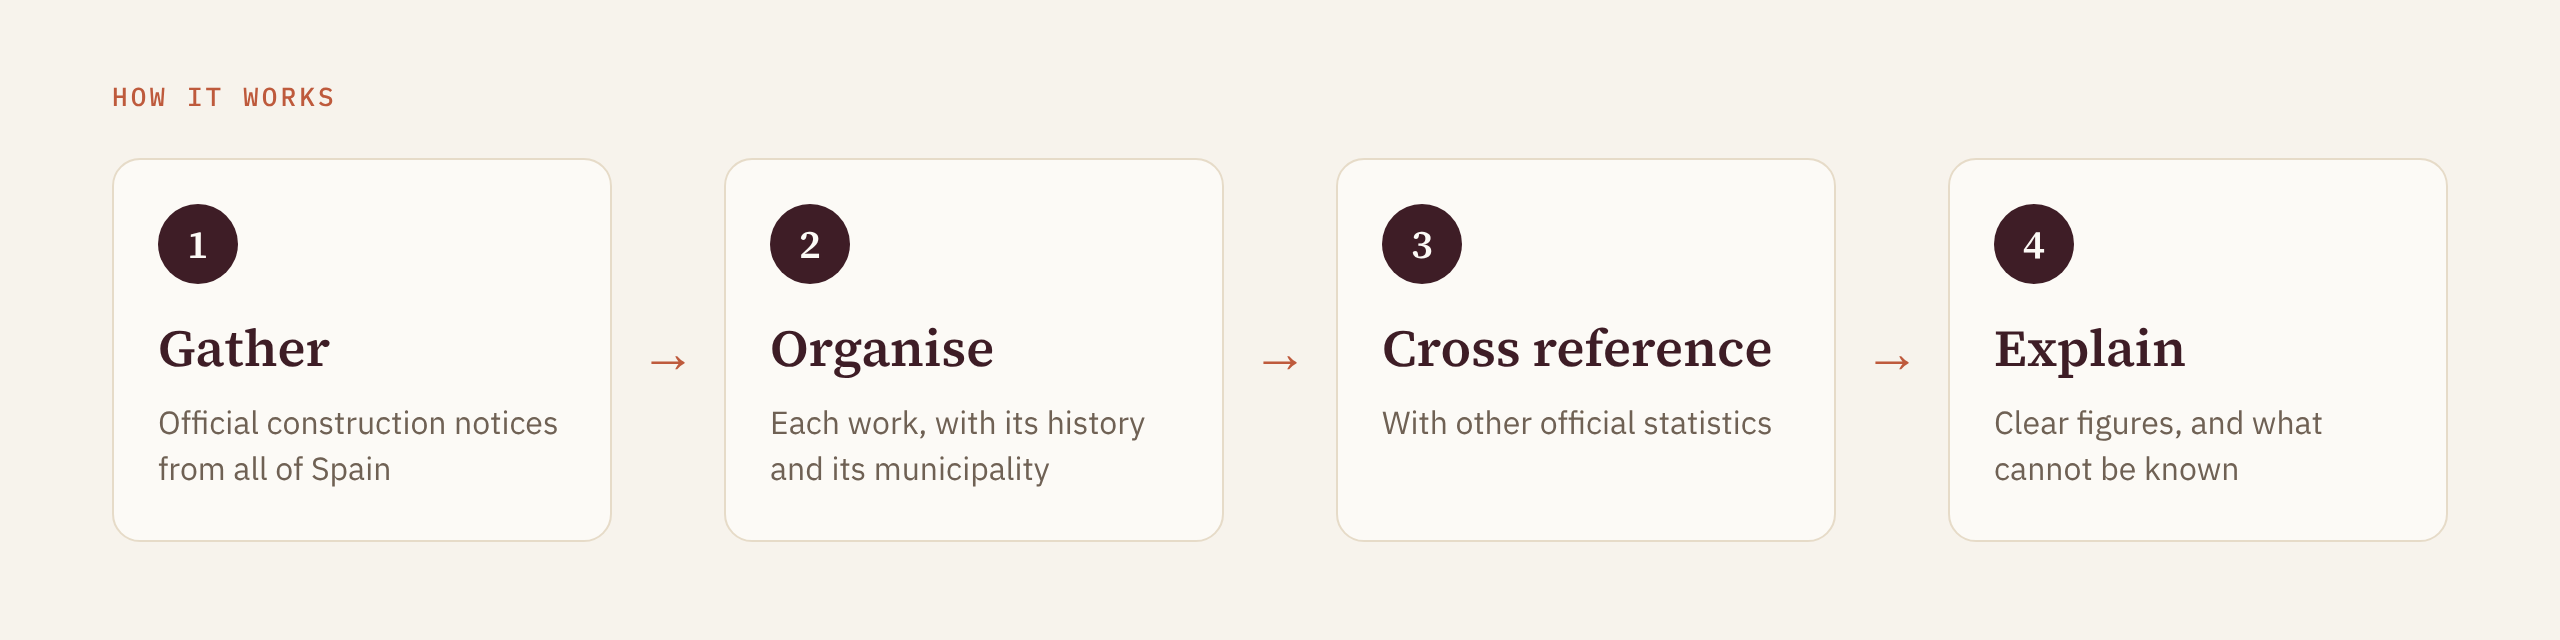 HOW IT WORKS
1
Gather
Official construction notices
from all of Spain
→
2
Organise
Each work, with its history
and its municipality
→
3
Cross reference
With other official statistics
→
4
Explain
Clear figures, and what
cannot be known